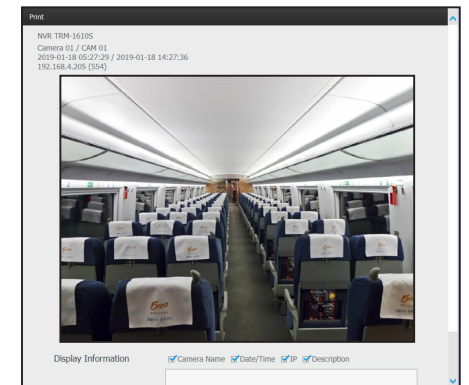 Print
NVR TRM-1610S
Camera 01 / CAM 01
2019-01-18 05:27:29 / 2019-01-18 14:27:36
192.168.4.205 (554)
Display Information
Camera Name Date/Time IP Description